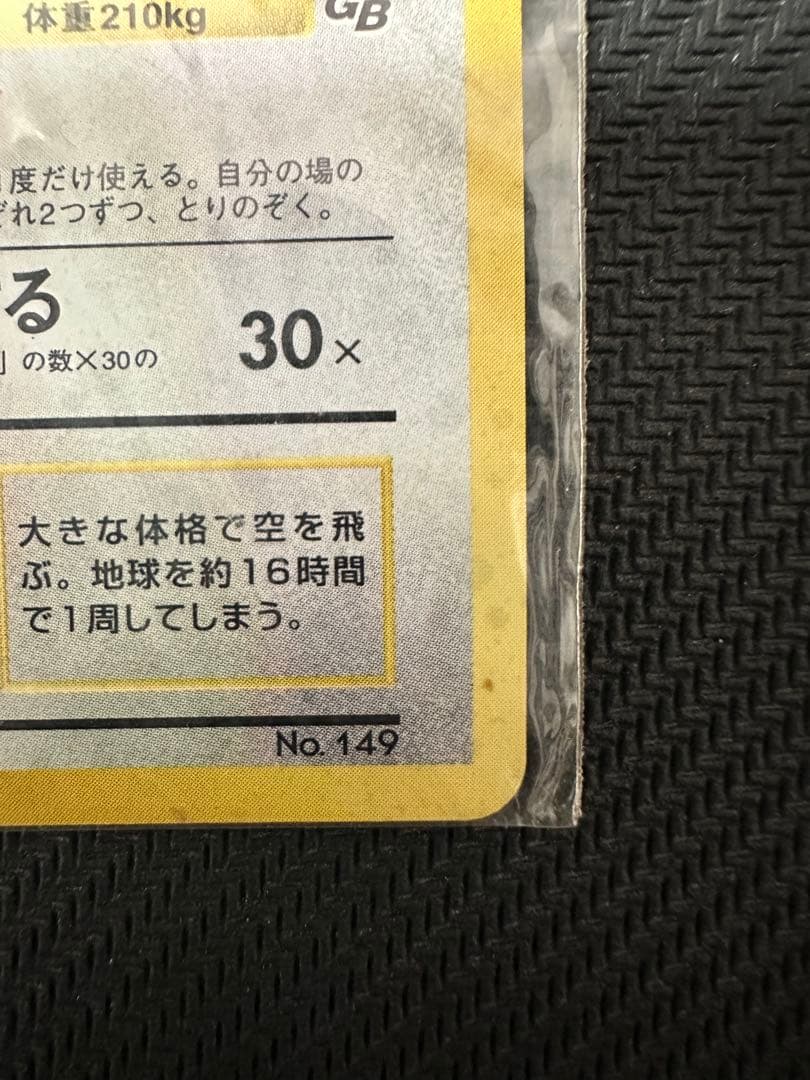 体重210kg
GB
度だけ使える。自分の場の
れ2つずつ、とりのぞく。
る
」の数×30の
30×
大きな体格で空を飛
ぶ。地球を約16時間
で1周してしまう。
No. 149